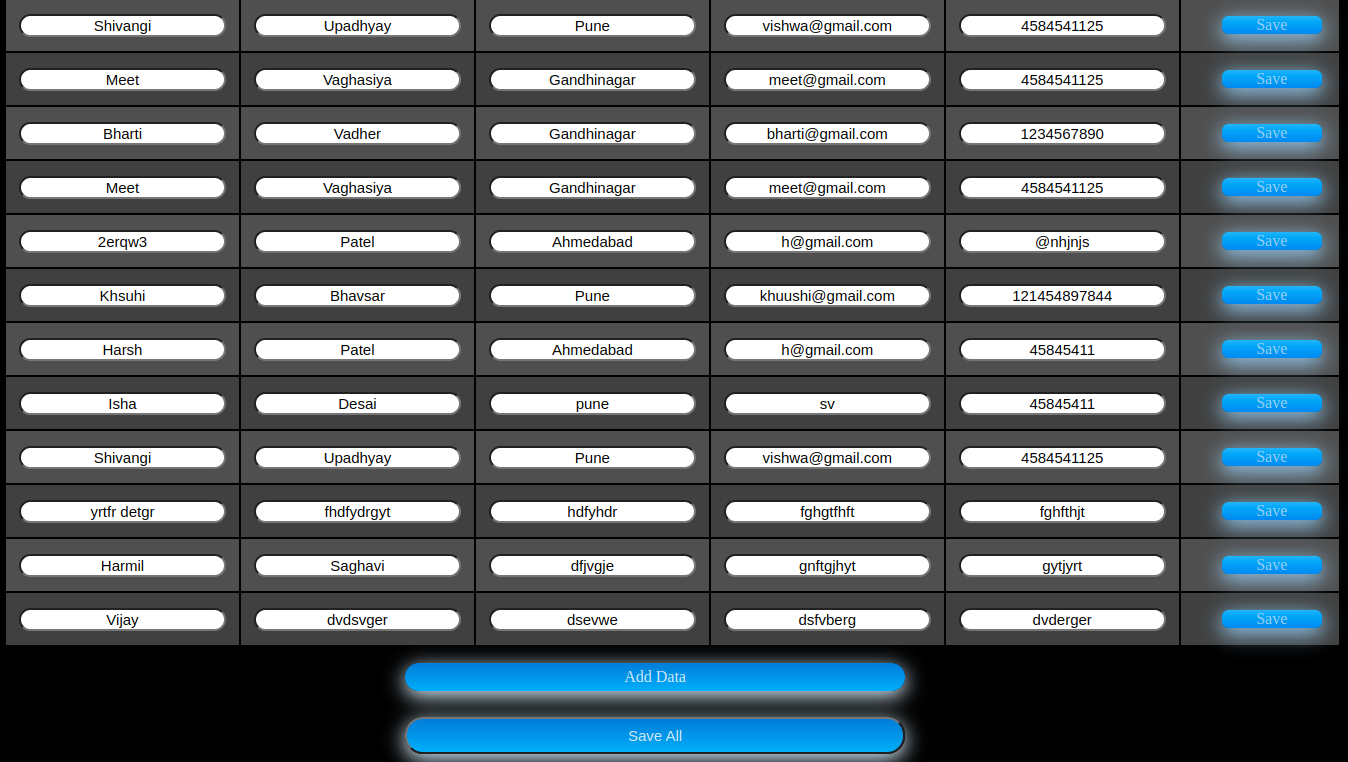 Shivangi Upadhyay Pune vishwa@gmail.com 4584541125 Save
Meet Vaghasiya Gandhinagar meet@gmail.com 4584541125 Save
Bharti Vadher Gandhinagar bharti@gmail.com 1234567890 Save
Meet Vaghasiya Gandhinagar meet@gmail.com 4584541125 Save
2erqw3 Patel Ahmedabad h@gmail.com @nhjnjs Save
Khsuhi Bhavsar Pune khuushi@gmail.com 121454897844 Save
Harsh Patel Ahmedabad h@gmail.com 45845411 Save
Isha Desai pune sv 45845411 Save
Shivangi Upadhyay Pune vishwa@gmail.com 4584541125 Save
yrtfr detgr fhdfydrgyt hdfyhdr fghgtfhft fghfthjt Save
Harmil Saghavi dfjvgje gnftgjhyt gytjyrt Save
Vijay dvdsvger dsevwe dsfvberg dvderger Save
Add Data
Save All